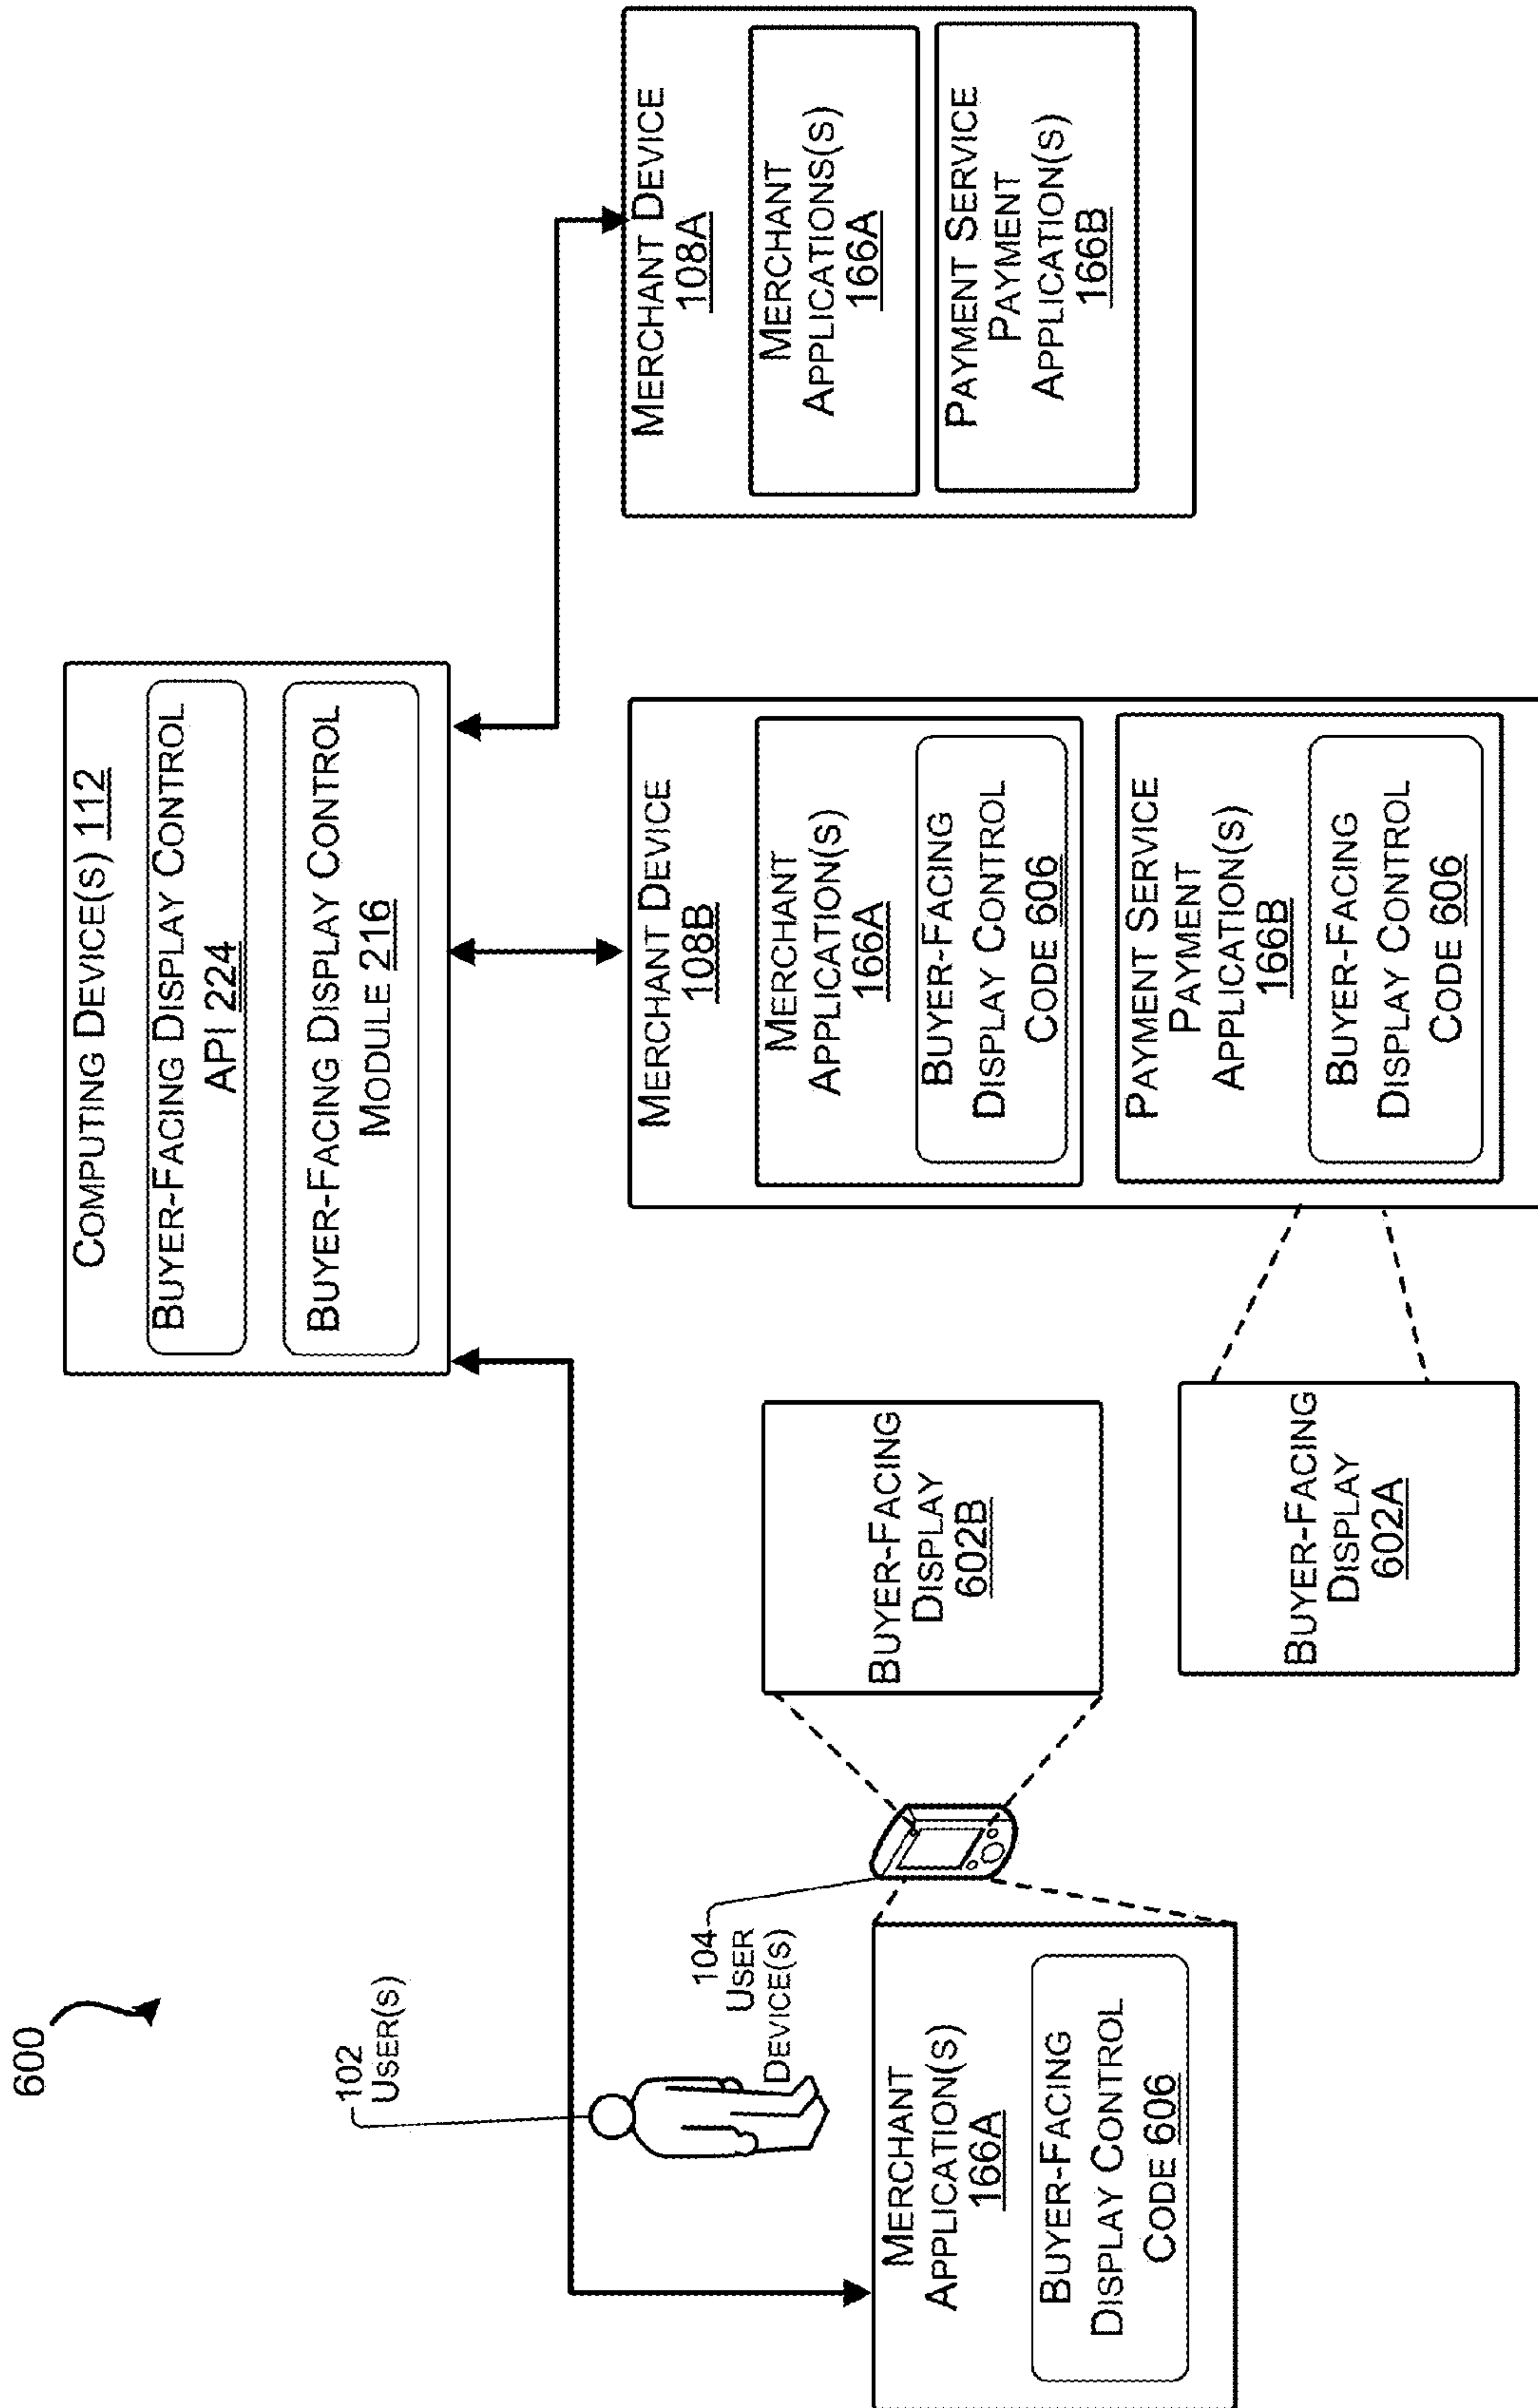 600
102
USER(S)
COMPUTING DEVICE(S) 112
BUYER-FACING DISPLAY CONTROL
API 224
BUYER-FACING DISPLAY CONTROL
MODULE 216
104
USER
DEVICE(S)
MERCHANT
APPLICATION(S)
166A
BUYER-FACING
DISPLAY CONTROL
CODE 606
BUYER-FACING
DISPLAY
602B
BUYER-FACING
DISPLAY
602A
MERCHANT DEVICE
108B
MERCHANT
APPLICATION(S)
166A
BUYER-FACING
DISPLAY CONTROL
CODE 606
PAYMENT SERVICE
PAYMENT
APPLICATION(S)
166B
BUYER-FACING
DISPLAY CONTROL
CODE 606
MERCHANT DEVICE
108A
MERCHANT
APPLICATIONS(S)
166A
PAYMENT SERVICE
PAYMENT
APPLICATION(S)
166B